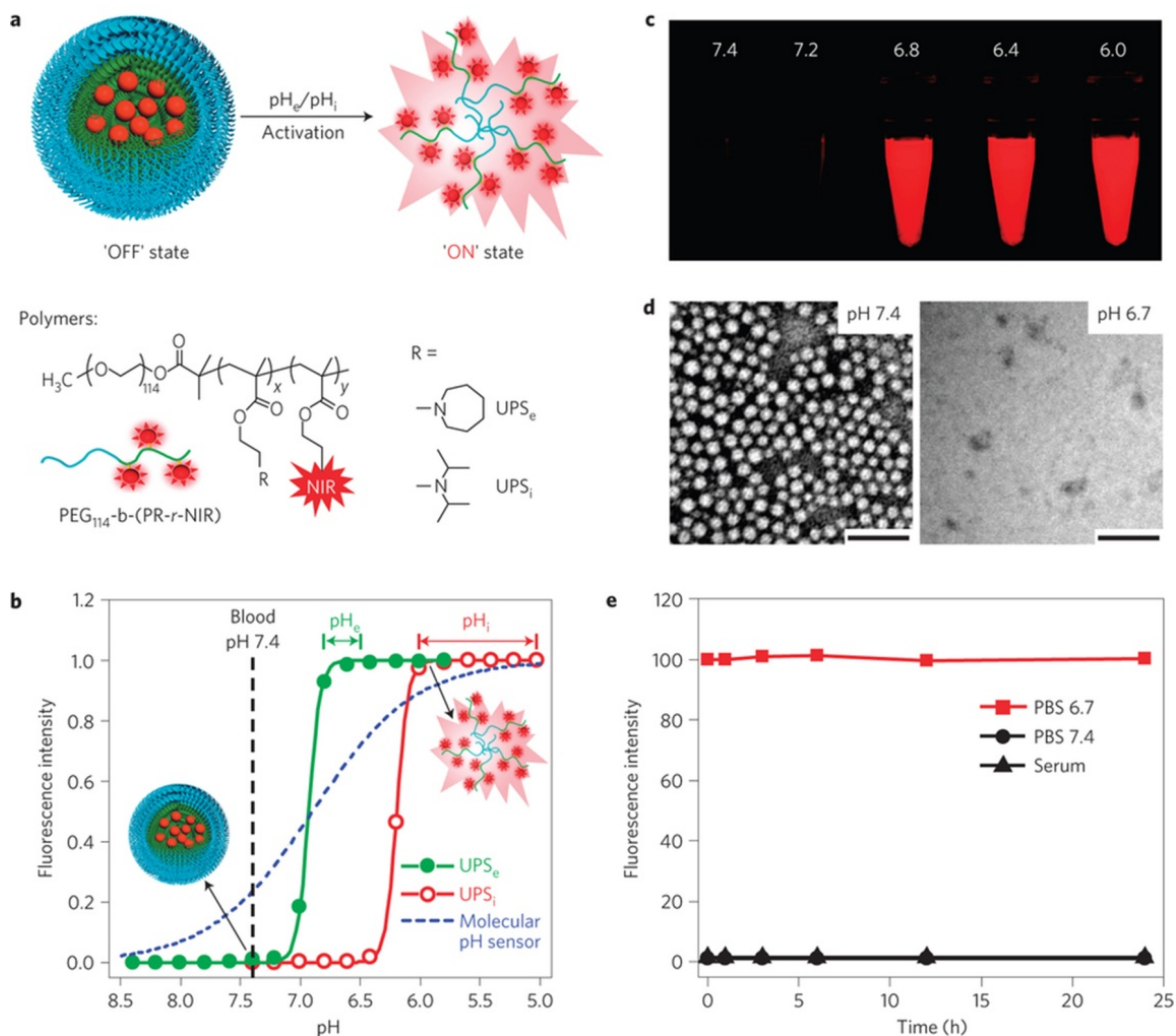 a
pHe/pHi
Activation
'OFF' state
'ON' state
Polymers:
H3C
O
114
O
O
x
y
O
O
O
O
R
NIR
R =
N
UPSe
N
UPSi
PEG114-b-(PR-r-NIR)
b
Fluorescence intensity
1.2
1.0
0.8
0.6
0.4
0.2
0.0
Blood
pH 7.4
pHe
pHi
UPSe
UPSi
Molecular
pH sensor
8.5 8.0 7.5 7.0 6.5 6.0 5.5 5.0
pH
c
7.4 7.2 6.8 6.4 6.0
d
pH 7.4
pH 6.7
e
Fluorescence intensity
120
100
80
60
40
20
0
PBS 6.7
PBS 7.4
Serum
0 5 10 15 20 25
Time (h)